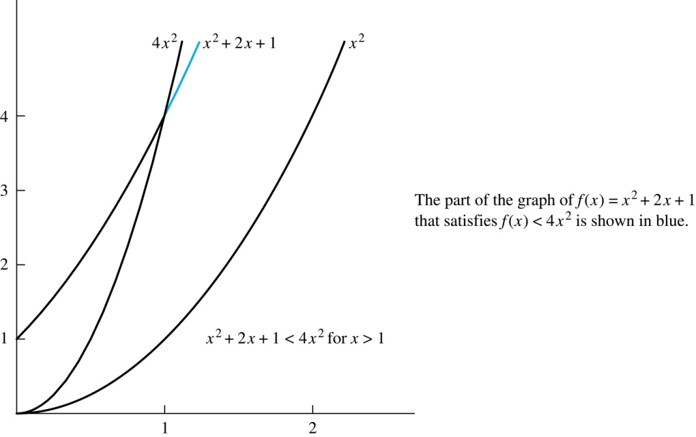 4x² x² + 2x + 1 x²
4
3
The part of the graph of f(x) = x² + 2x + 1
that satisfies f(x) < 4x² is shown in blue.
2
1
x² + 2x + 1 < 4x² for x > 1
1 2